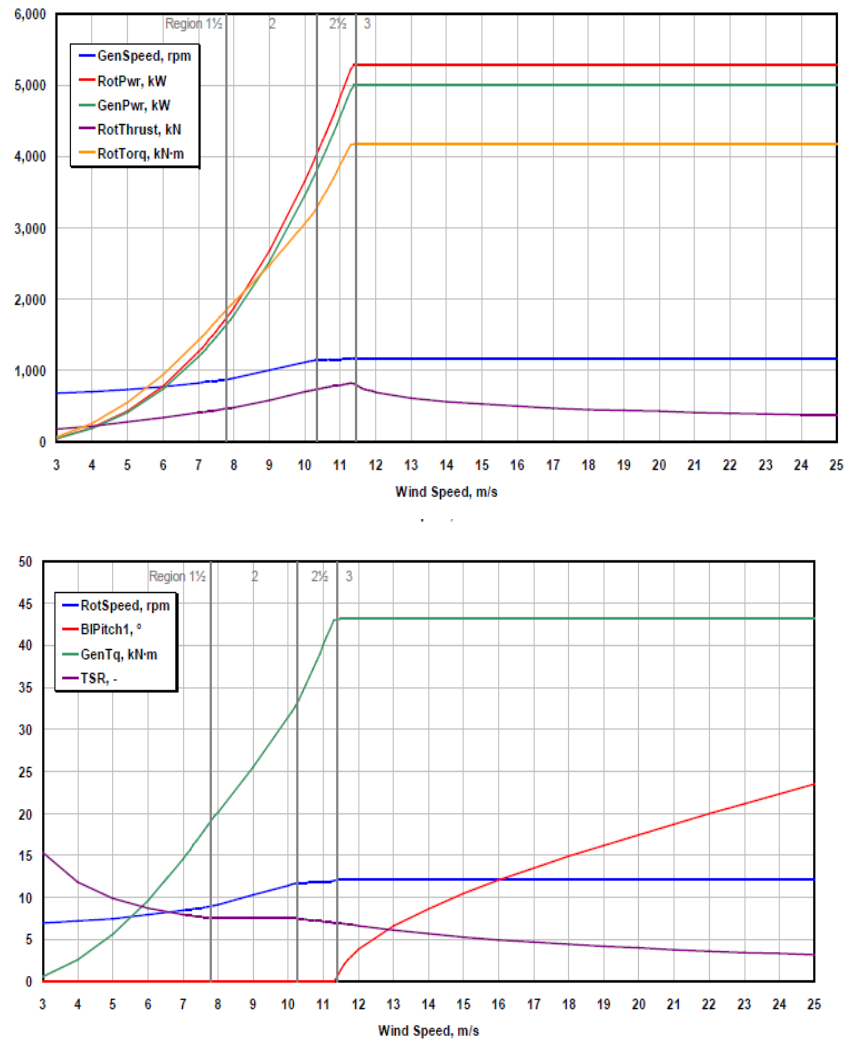 6,000
Region 1½ 2 2½ 3
GenSpeed, rpm
RotPwr, kW
GenPwr, kW
RotThrust, kN
RotTorq, kN·m
5,000
4,000
3,000
2,000
1,000
0
3 4 5 6 7 8 9 10 11 12 13 14 15 16 17 18 19 20 21 22 23 24 25
Wind Speed, m/s
50
Region 1½ 2 2½ 3
45
RotSpeed, rpm
BlPitch1, º
GenTq, kN·m
TSR, -
40
35
30
25
20
15
10
5
0
3 4 5 6 7 8 9 10 11 12 13 14 15 16 17 18 19 20 21 22 23 24 25
Wind Speed, m/s